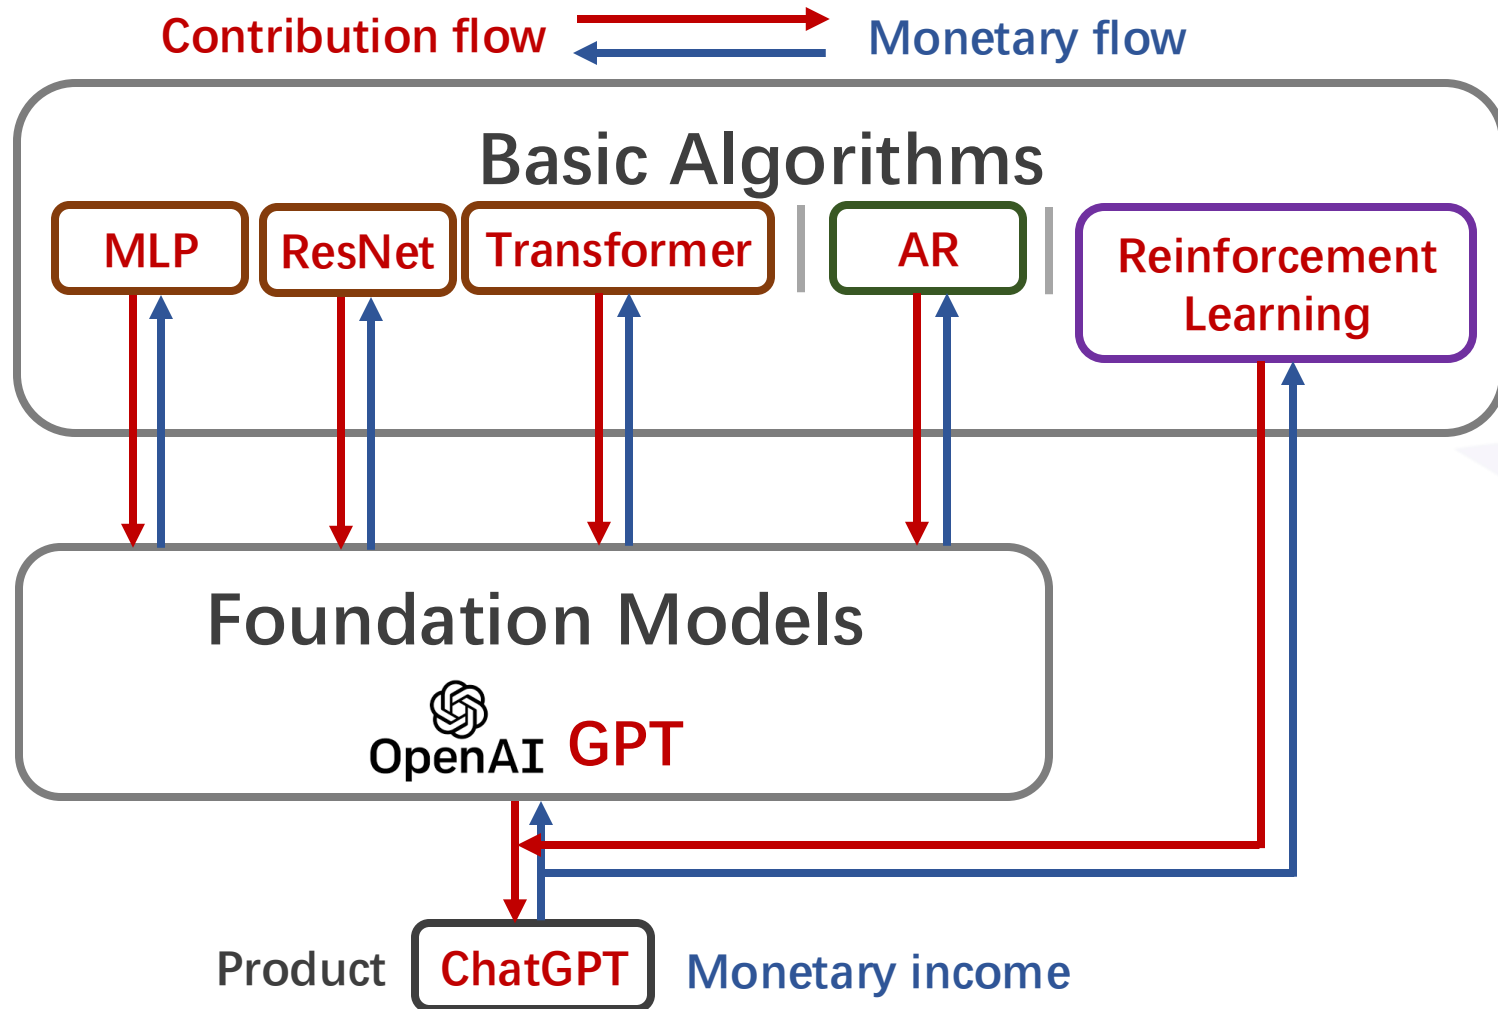 Contribution flow
Monetary flow
Basic Algorithms
MLP
ResNet
Transformer
AR
Reinforcement
Learning
Foundation Models
OpenAI GPT
Product
ChatGPT
Monetary income